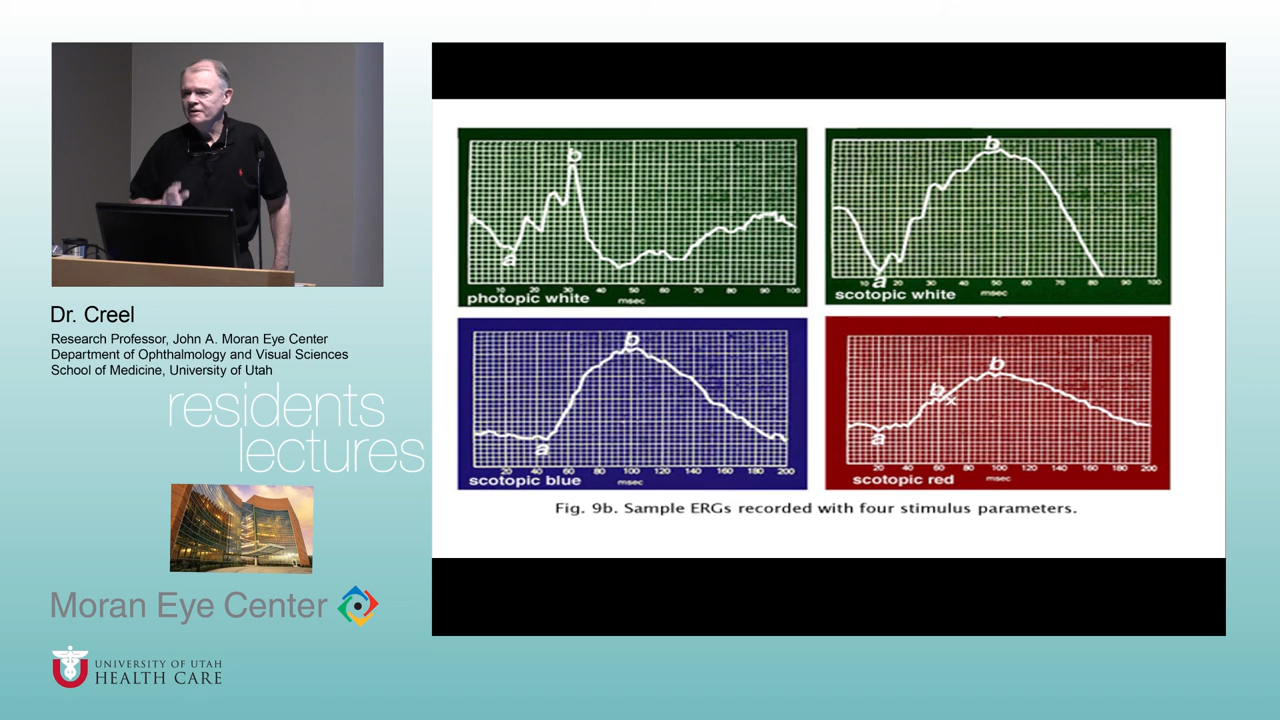 Dr. Creel
Research Professor, John A. Moran Eye Center
Department of Ophthalmology and Visual Sciences
School of Medicine, University of Utah
residents
lectures
Moran Eye Center
UNIVERSITY OF UTAH
HEALTH CARE
b
a
10 20 30 40 50 60 70 80 90 100
photopic white msec
b
a
10 20 30 40 50 60 70 80 90 100
scotopic white msec
b
a
20 40 60 80 100 120 140 160 180 200
scotopic blue msec
b
bx
a
20 40 60 80 100 120 140 160 180 200
scotopic red msec
Fig. 9b. Sample ERGs recorded with four stimulus parameters.